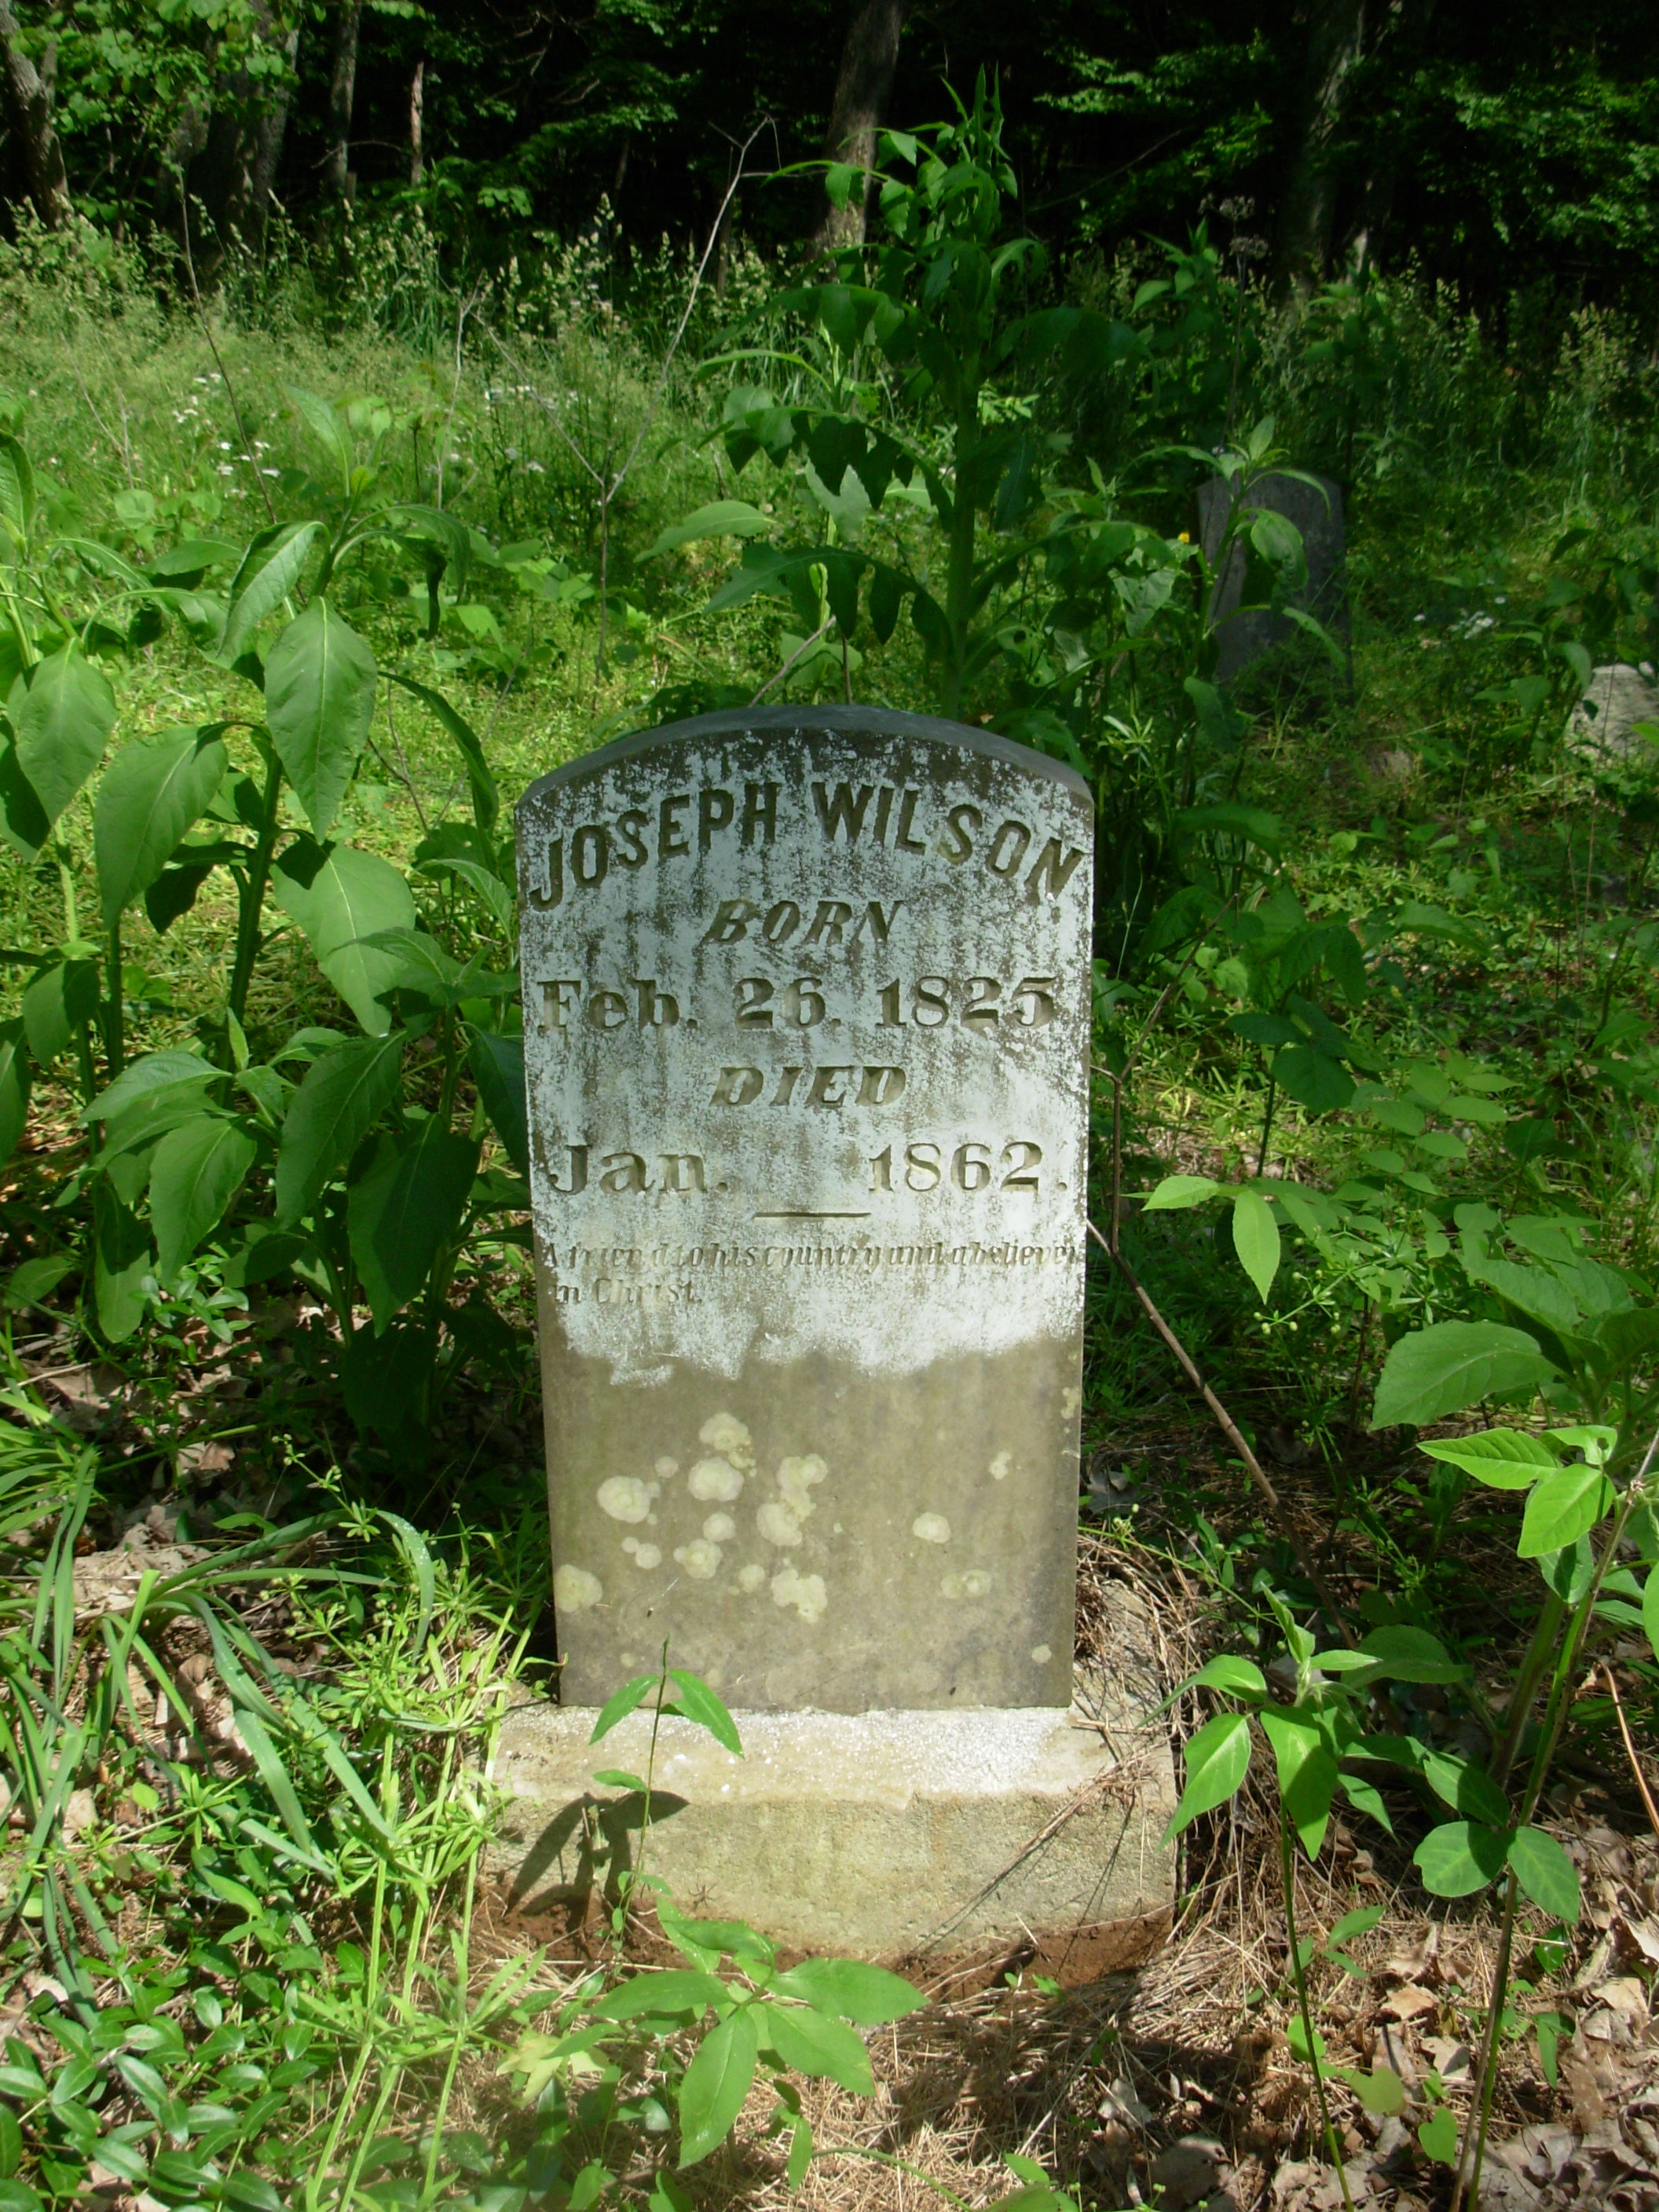 JOSEPH WILSON
BORN
Feb. 26. 1825
DIED
Jan. 1862.
A friend to his country and a believer
in Christ.